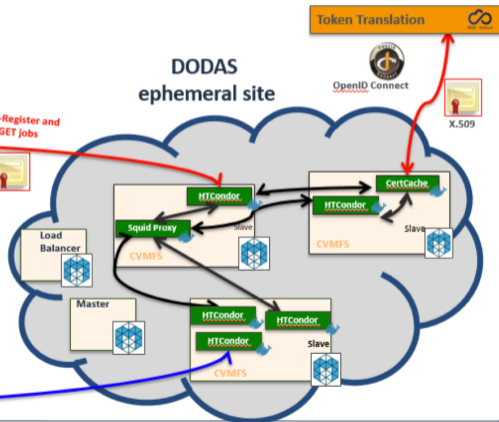 Token Translation
DODAS
ephemeral site
OpenID Connect
X.509
-Register and
GET jobs
HTCondor
CertCache
HTCondor
Squid Proxy
Slave
Slave
CVMFS
CVMFS
Load
Balancer
Master
HTCondor
HTCondor
HTCondor
Slave
CVMFS